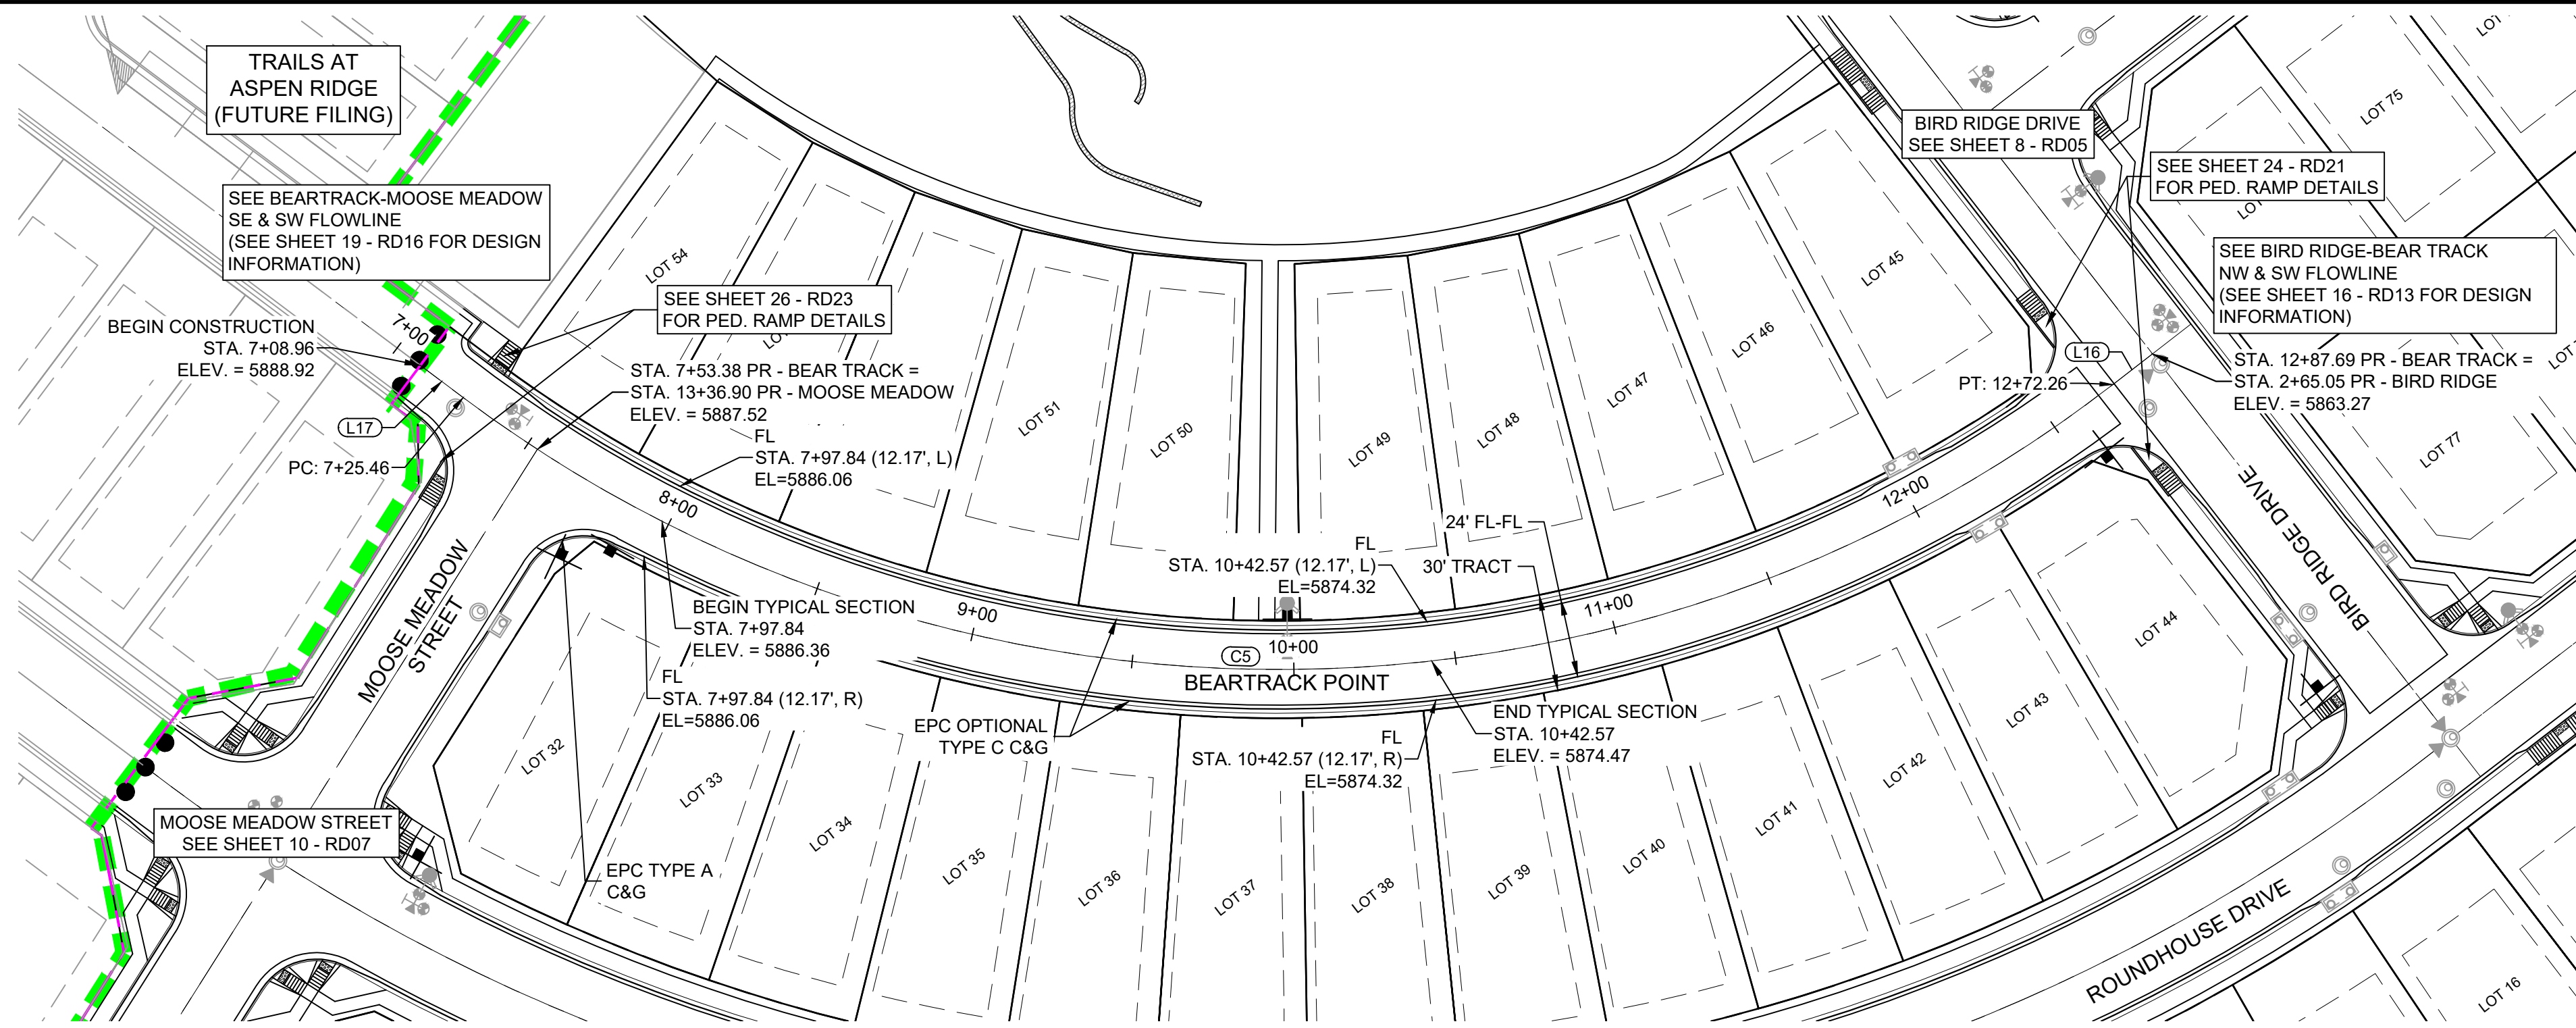 TRAILS AT
ASPEN RIDGE
(FUTURE FILING)
SEE BEARTRACK-MOOSE MEADOW
SE & SW FLOWLINE
(SEE SHEET 19 - RD16 FOR DESIGN
INFORMATION)
BEGIN CONSTRUCTION
STA. 7+08.96
ELEV. = 5888.92
7+00
L17
PC: 7+25.46
SEE SHEET 26 - RD23
FOR PED. RAMP DETAILS
STA. 7+53.38 PR - BEAR TRACK =
STA. 13+36.90 PR - MOOSE MEADOW
ELEV. = 5887.52
FL
STA. 7+97.84 (12.17', L)
EL=5886.06
8+00
BEGIN TYPICAL SECTION
STA. 7+97.84
ELEV. = 5886.36
FL
STA. 7+97.84 (12.17', R)
EL=5886.06
9+00
MOOSE MEADOW
STREET
MOOSE MEADOW STREET
SEE SHEET 10 - RD07
EPC TYPE A
C&G
EPC OPTIONAL
TYPE C C&G
C5
10+00
BEARTRACK POINT
FL
STA. 10+42.57 (12.17', L)
EL=5874.32
24' FL-FL
30' TRACT
11+00
FL
STA. 10+42.57 (12.17', R)
EL=5874.32
END TYPICAL SECTION
STA. 10+42.57
ELEV. = 5874.47
12+00
BIRD RIDGE DRIVE
SEE SHEET 8 - RD05
SEE SHEET 24 - RD21
FOR PED. RAMP DETAILS
SEE BIRD RIDGE-BEAR TRACK
NW & SW FLOWLINE
(SEE SHEET 16 - RD13 FOR DESIGN
INFORMATION)
L16
PT: 12+72.26
STA. 12+87.69 PR - BEAR TRACK =
STA. 2+65.05 PR - BIRD RIDGE
ELEV. = 5863.27
BIRD RIDGE DRIVE
BIRD RIDGE DRIVE
ROUNDHOUSE DRIVE
LOT 54
LOT 51
LOT 50
LOT 49
LOT 48
LOT 47
LOT 46
LOT 45
LOT 75
LOT 77
LOT 32
LOT 33
LOT 34
LOT 35
LOT 36
LOT 37
LOT 38
LOT 39
LOT 40
LOT 41
LOT 42
LOT 43
LOT 44
LOT 16